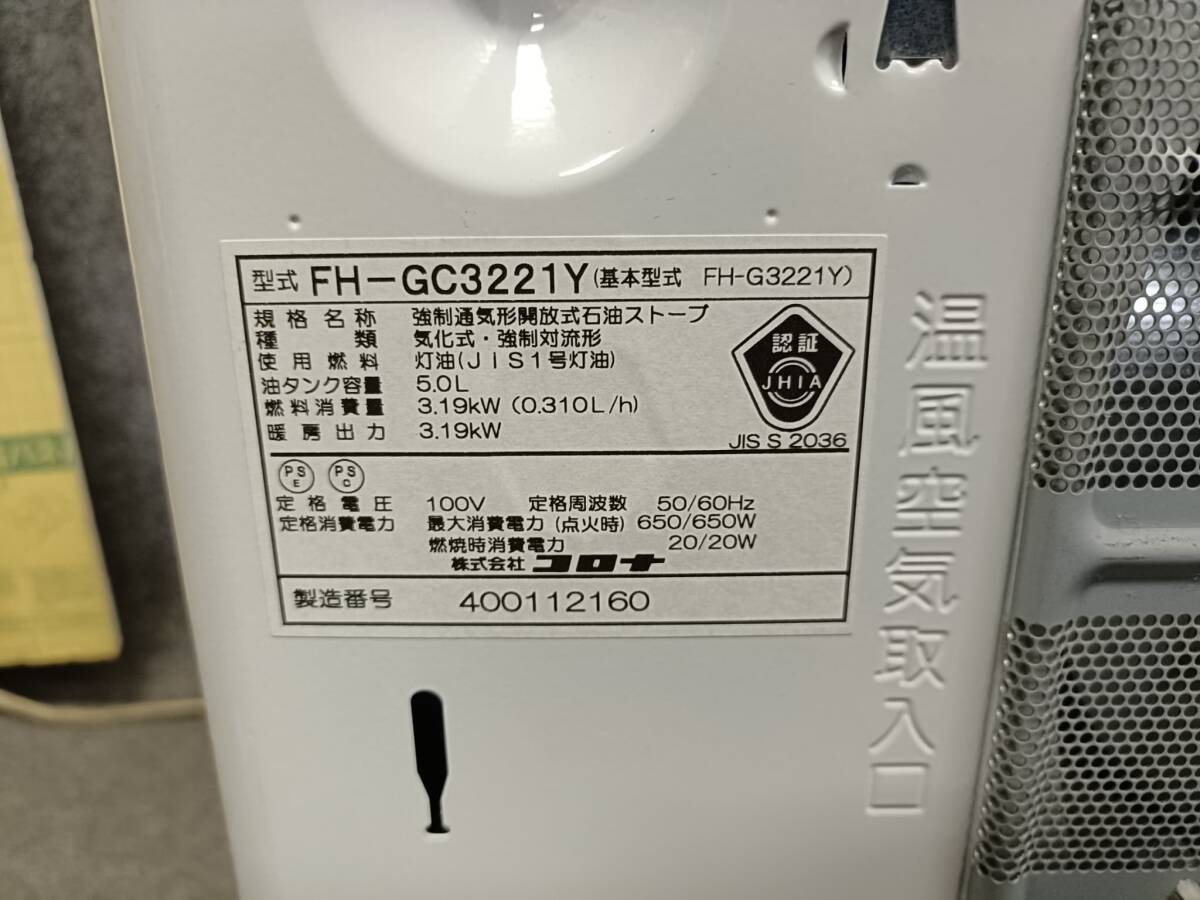 型式 FH-GC3221Y(基本型式 FH-G3221Y)
規格名称 強制通気形開放式石油ストーブ
種類 気化式・強制対流形
使用燃料 灯油(JIS1号灯油)
油タンク容量 5.0L
燃料消費量 3.19kW (0.310L/h)
暖房出力 3.19kW
認証
JHIA
JIS S 2036
PS E PS C
定格電圧 100V 定格周波数 50/60Hz
定格消費電力 最大消費電力(点火時) 650/650W
燃焼時消費電力 20/20W
株式会社 コロナ
製造番号 400112160
温風空気取入口